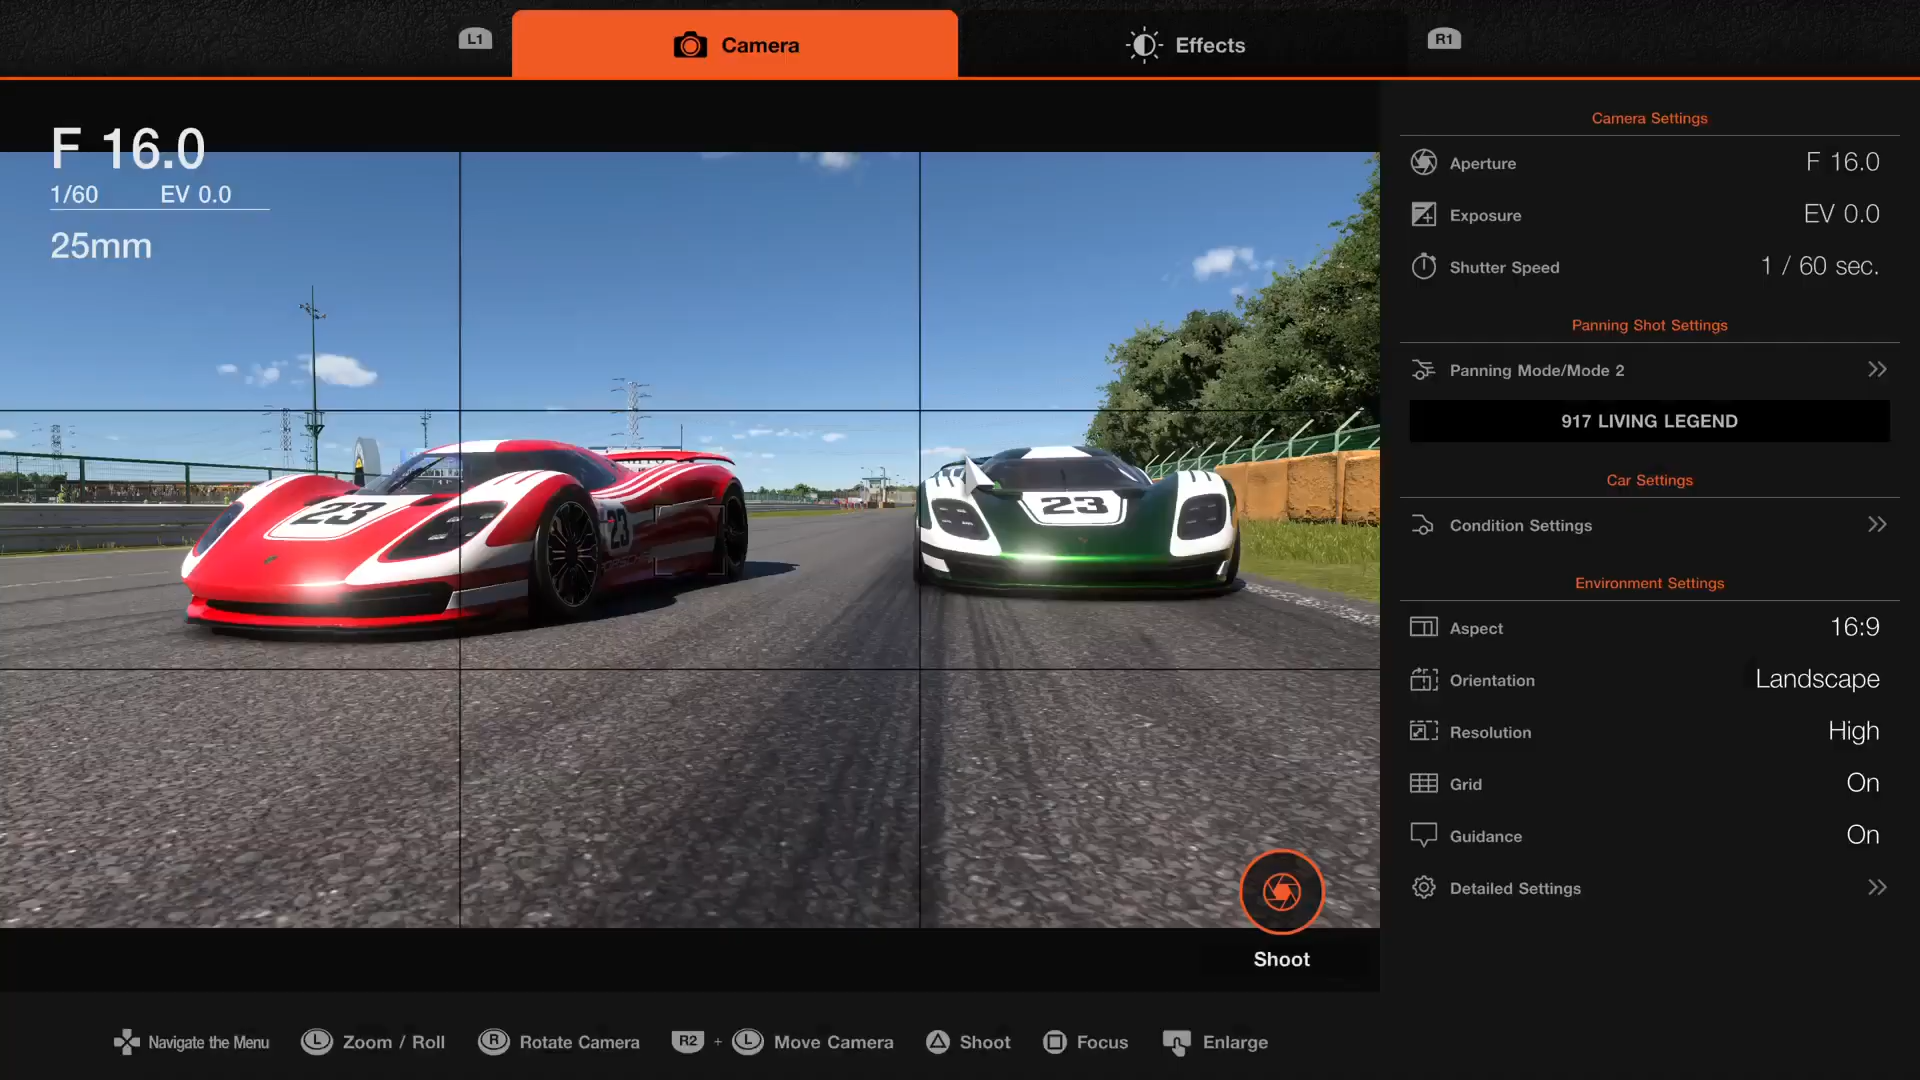 L1
Camera
Effects
R1
F 16.0
1/60 EV 0.0
25mm
23
23
23
Camera Settings
Aperture F 16.0
Exposure EV 0.0
Shutter Speed 1 / 60 sec.
Panning Shot Settings
Panning Mode/Mode 2
917 LIVING LEGEND
Car Settings
Condition Settings
Environment Settings
Aspect 16:9
Orientation Landscape
Resolution High
Grid On
Guidance On
Detailed Settings
Shoot
Navigate the Menu L Zoom / Roll R Rotate Camera R2 + L Move Camera Shoot Focus Enlarge